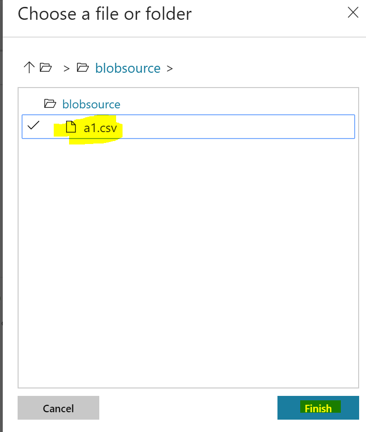 Choose a file or folder
> blobsource >
blobsource
a1.csv
Cancel
Finish